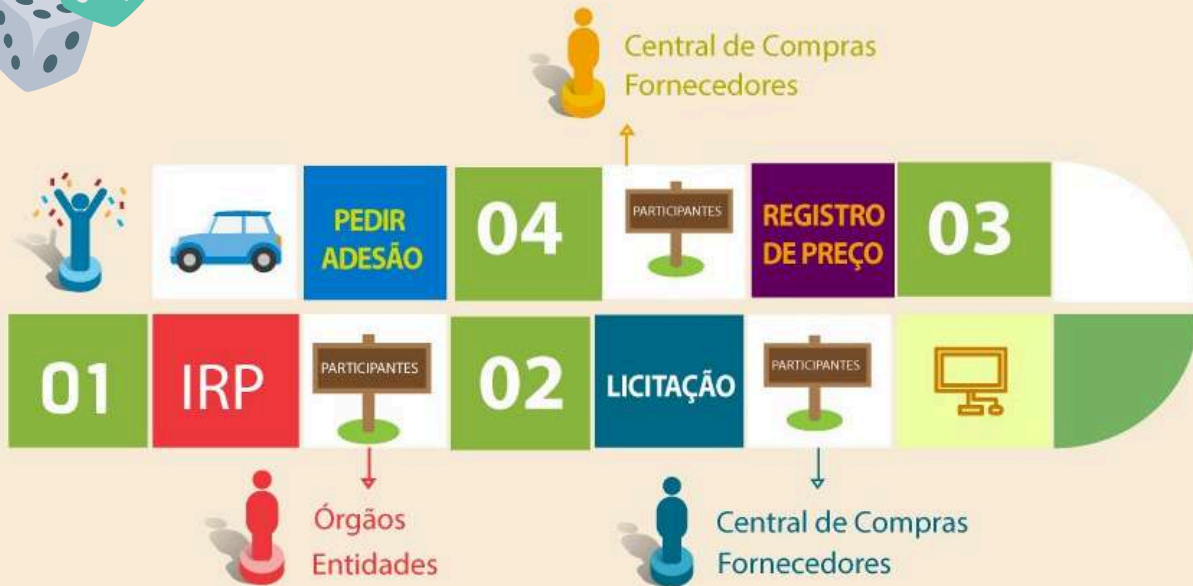 Central de Compras
Fornecedores
PEDIR
ADESÃO
04
PARTICIPANTES
REGISTRO
DE PREÇO
03
01
IRP
PARTICIPANTES
02
LICITAÇÃO
PARTICIPANTES
Órgãos
Entidades
Central de Compras
Fornecedores